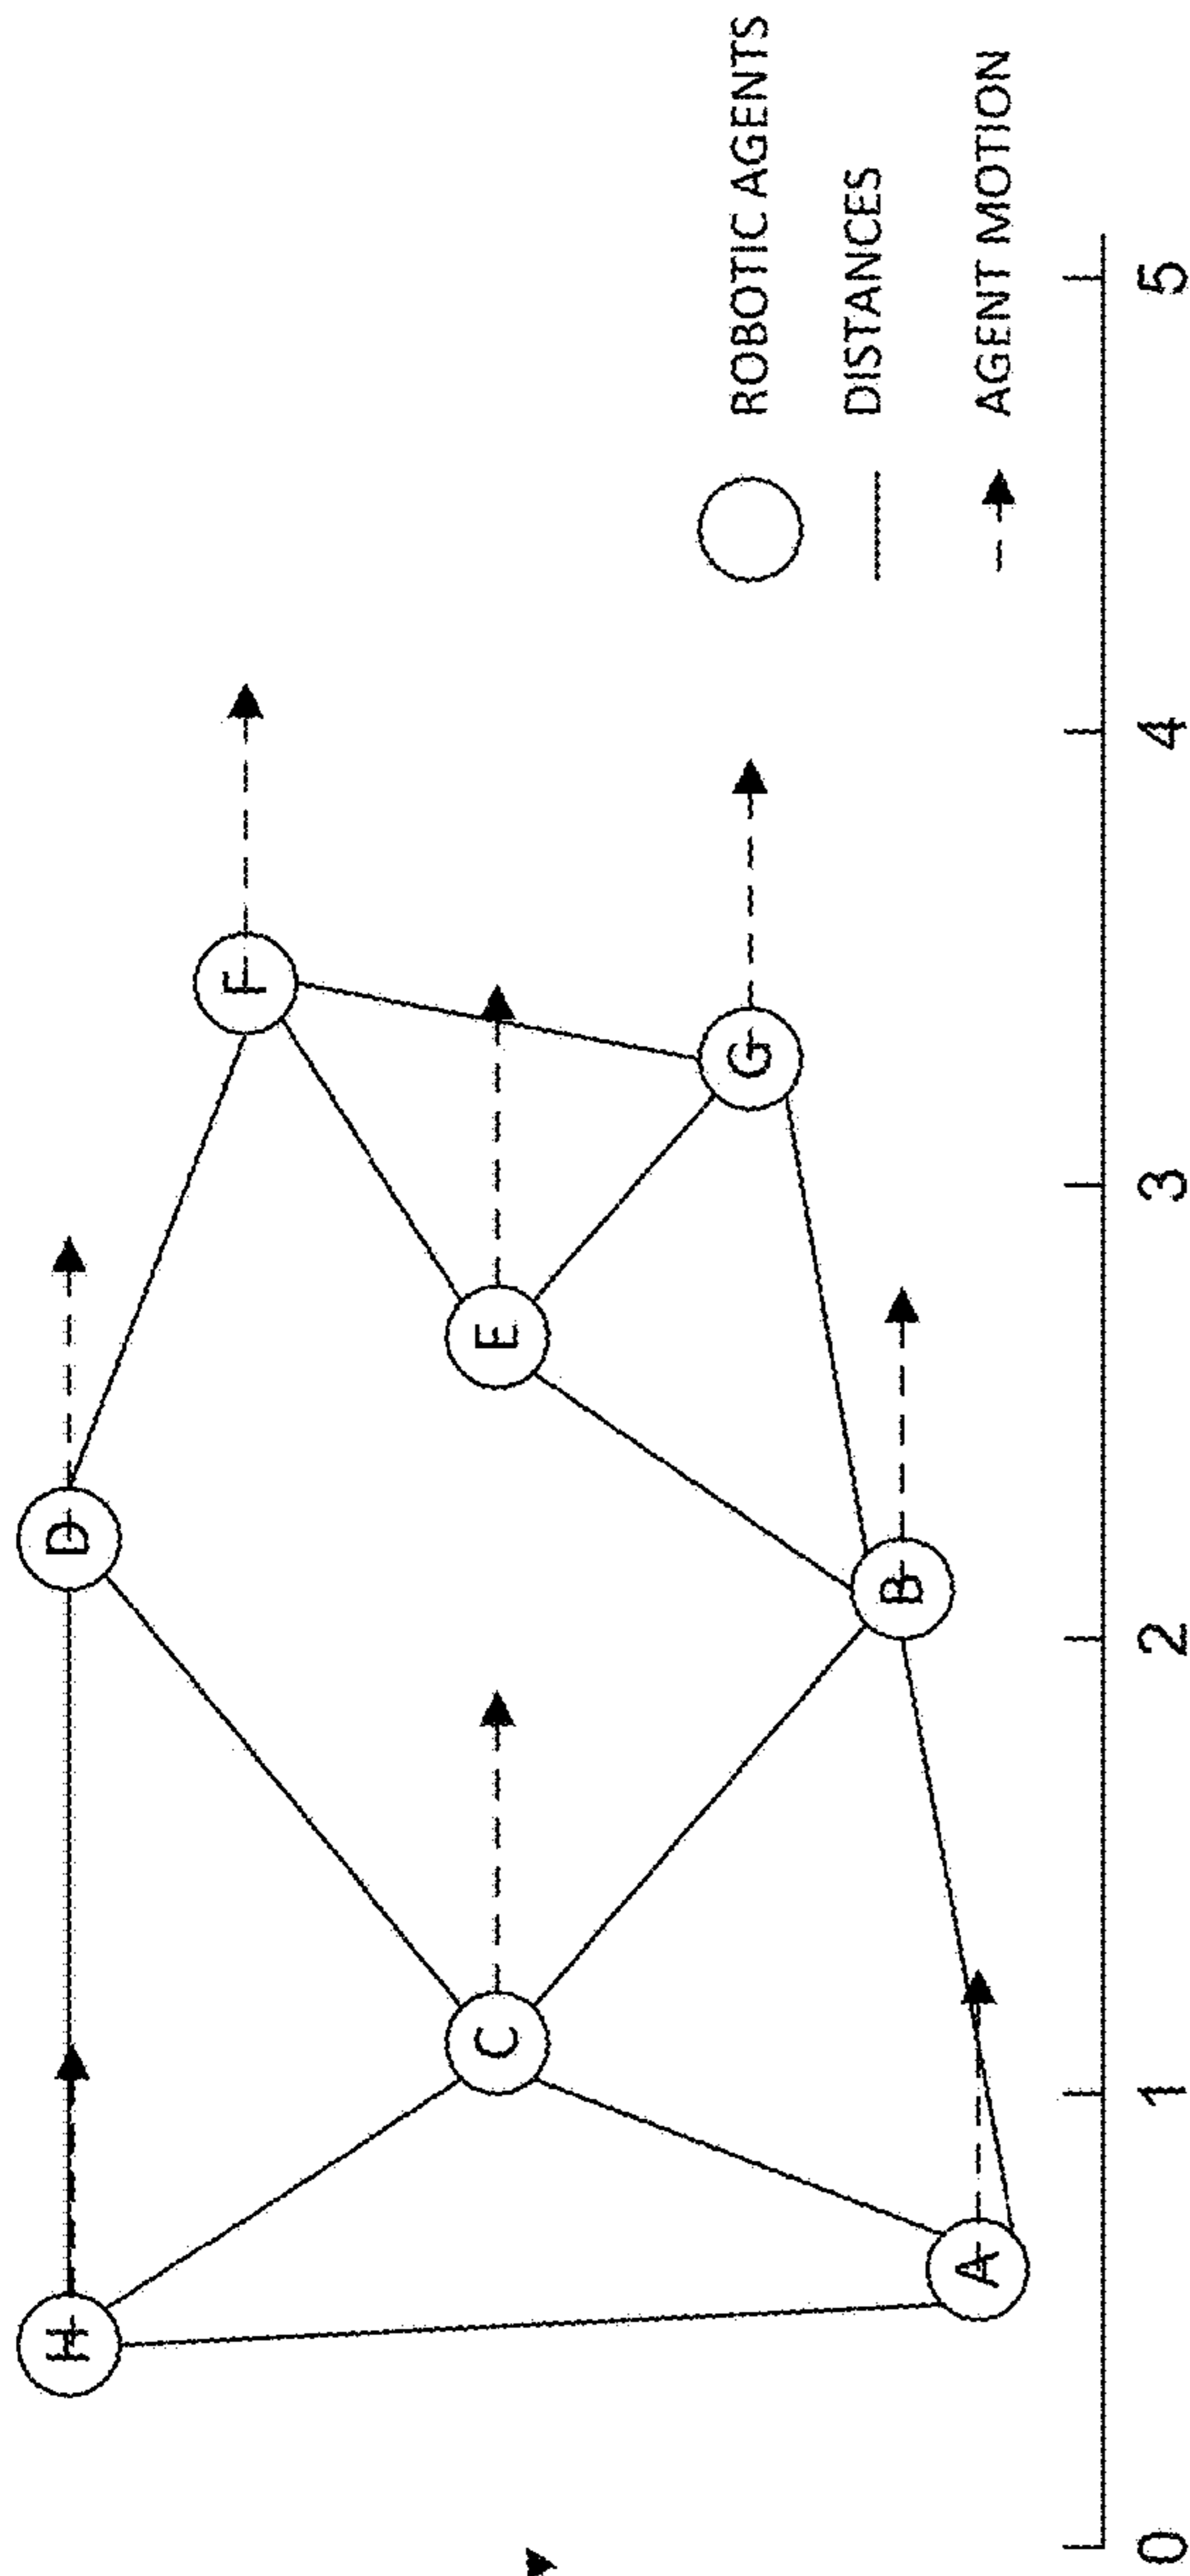 H
D
F
C
E
G
B
A
ROBOTIC AGENTS
DISTANCES
AGENT MOTION
0 1 2 3 4 5